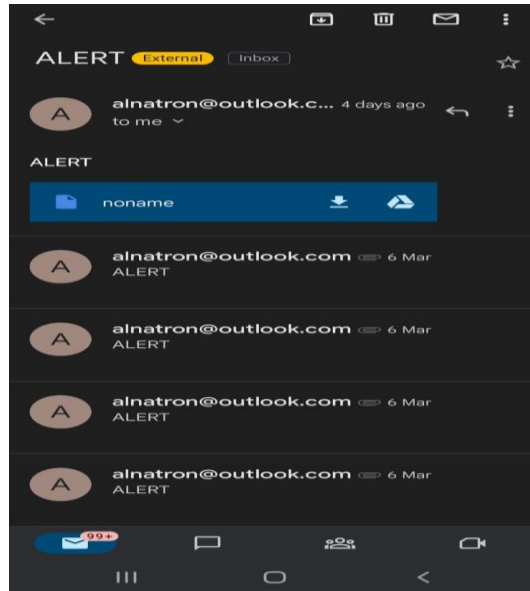 ALERT External Inbox
A alnatron@outlook.c... 4 days ago
to me
ALERT
noname
A alnatron@outlook.com 6 Mar
ALERT
A alnatron@outlook.com 6 Mar
ALERT
A alnatron@outlook.com 6 Mar
ALERT
A alnatron@outlook.com 6 Mar
ALERT
99+